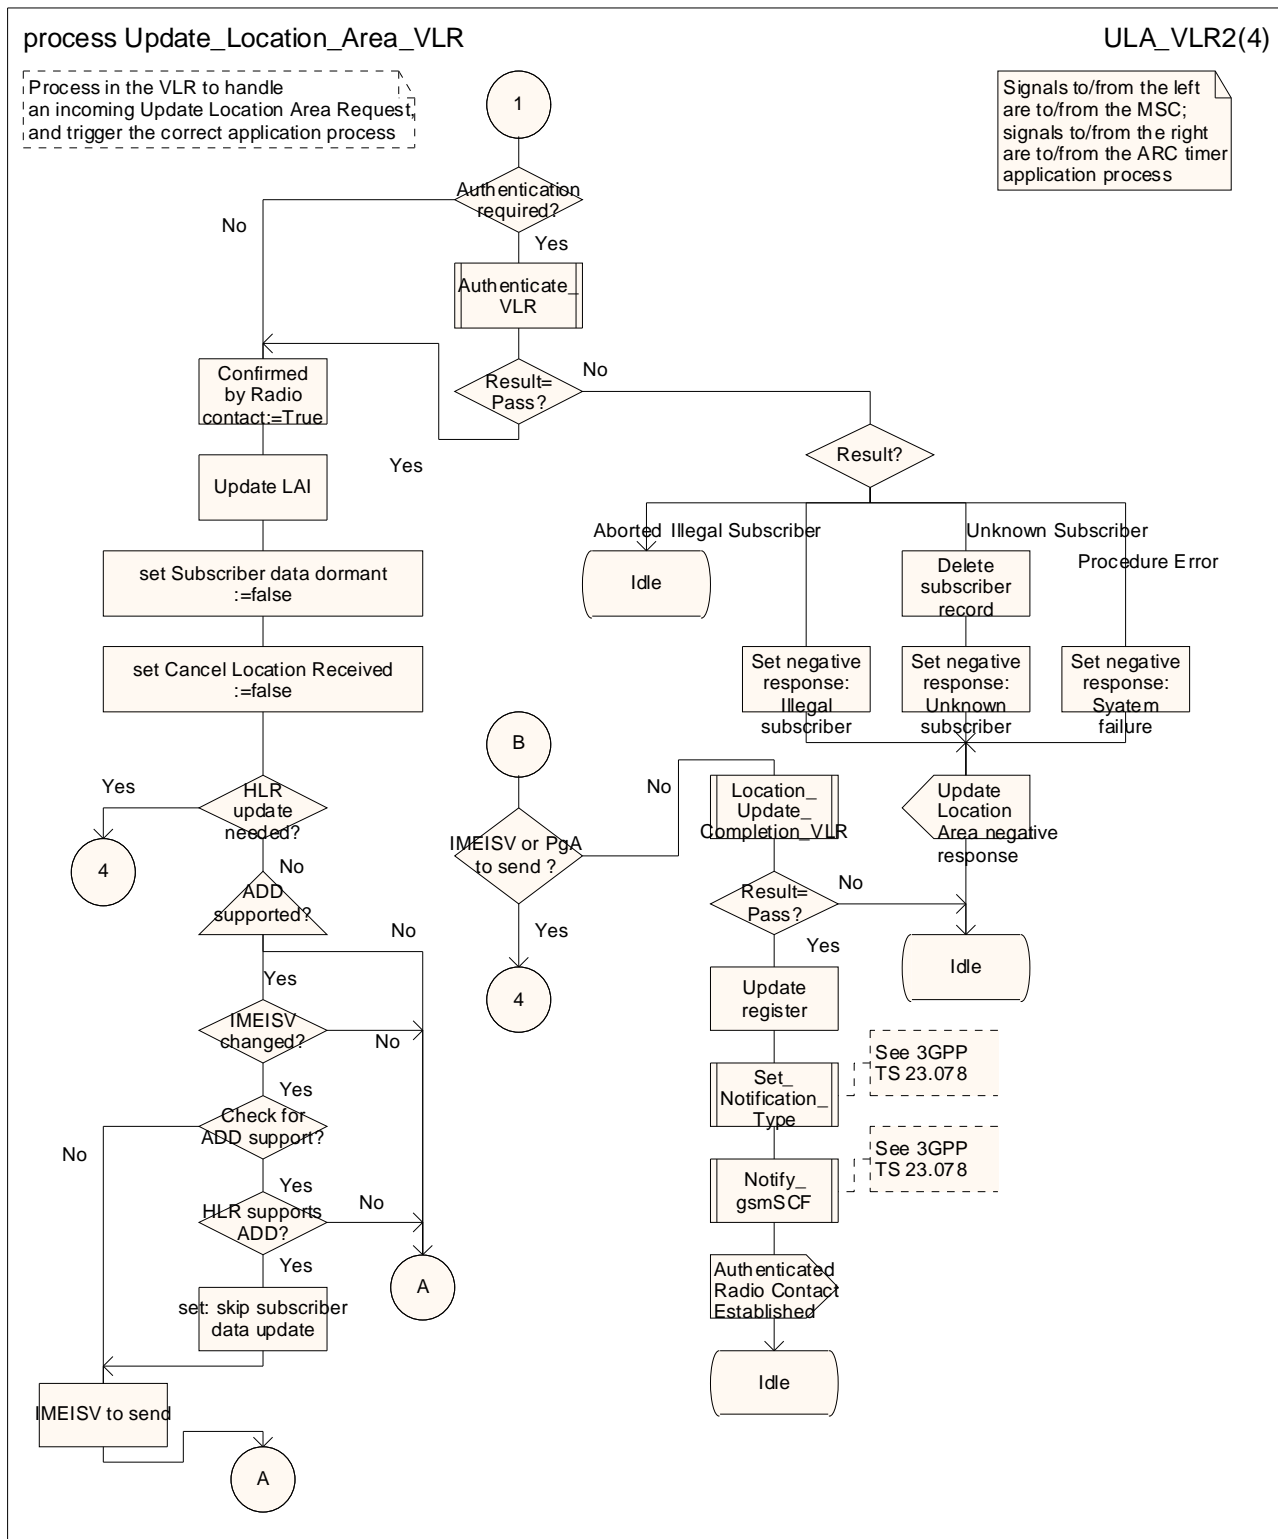 process Update_Location_Area_VLR
ULA_VLR2(4)
Process in the VLR to handle
an incoming Update Location Area Request,
and trigger the correct application process
Signals to/from the left
are to/from the MSC;
signals to/from the right
are to/from the ARC timer
application process
1
Authentication
required?
No
Yes
Authenticate_
VLR
Result=
Pass?
No
Yes
Confirmed
by Radio
contact:=True
Update LAI
set Subscriber data dormant
:=false
set Cancel Location Received
:=false
Result?
Aborted
Illegal Subscriber
Unknown Subscriber
Procedure Error
Idle
Delete
subscriber
record
Set negative
response:
Illegal
subscriber
Set negative
response:
Unknown
subscriber
Set negative
response:
Syatem
failure
Update
Location
Area negative
response
Yes
HLR
update
needed?
4
No
ADD
supported?
No
Yes
IMEISV
changed?
No
Yes
Check for
ADD support?
No
Yes
HLR supports
ADD?
No
Yes
A
set: skip subscriber
data update
IMEISV to send
A
B
IMEISV or PgA
to send ?
No
Yes
4
Location_
Update_
Completion_VLR
Result=
Pass?
No
Idle
Yes
Update
register
Set_
Notification_
Type
See 3GPP
TS 23.078
Notify_
gsmSCF
See 3GPP
TS 23.078
Authenticated
Radio Contact
Established
Idle